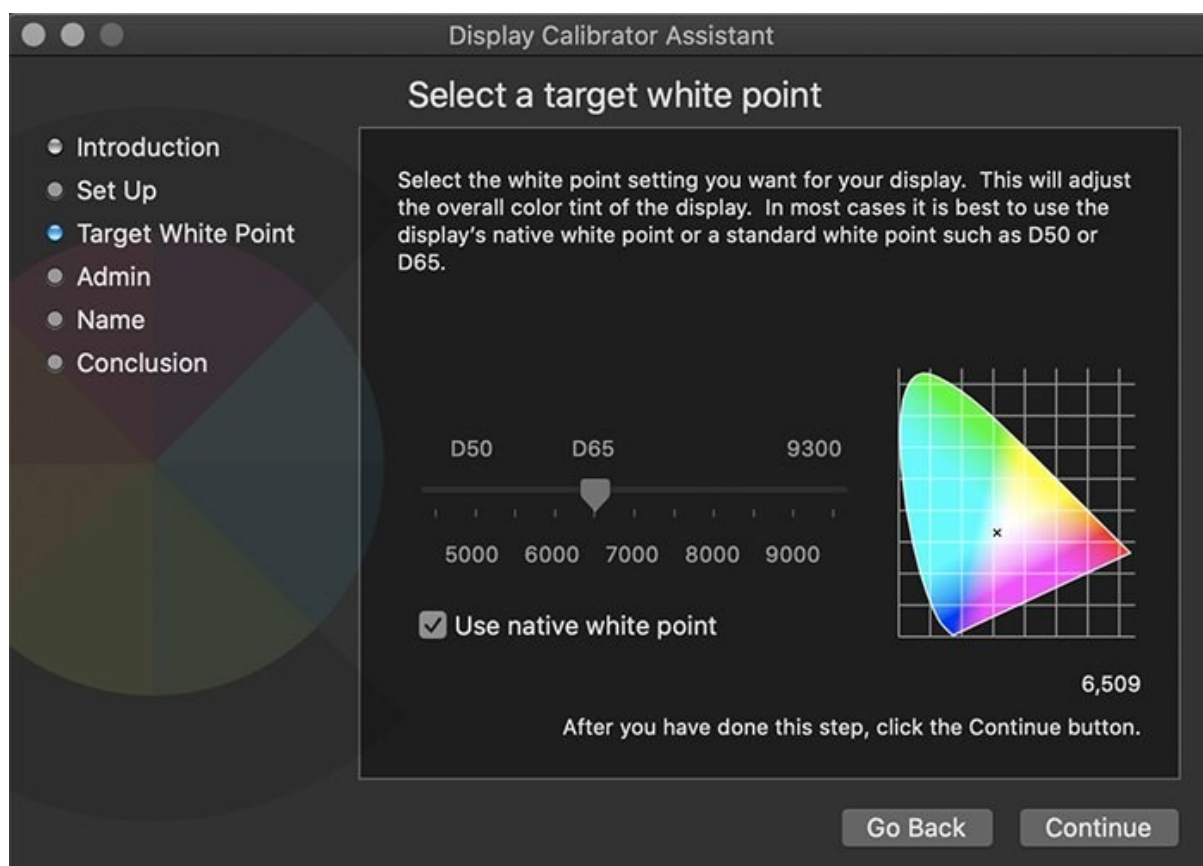 Display Calibrator Assistant
Select a target white point
Introduction
Set Up
Target White Point
Admin
Name
Conclusion
Select the white point setting you want for your display.  This will adjust
the overall color tint of the display.  In most cases it is best to use the
display's native white point or a standard white point such as D50 or
D65.
D50 D65 9300
5000 6000 7000 8000 9000
Use native white point
6,509
After you have done this step, click the Continue button.
Go Back Continue